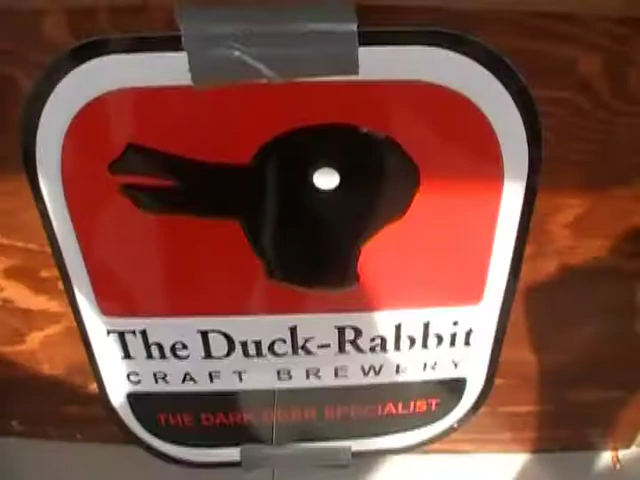 The Duck-Rabbit
CRAFT BREWERY
THE DARK BEER SPECIALIST